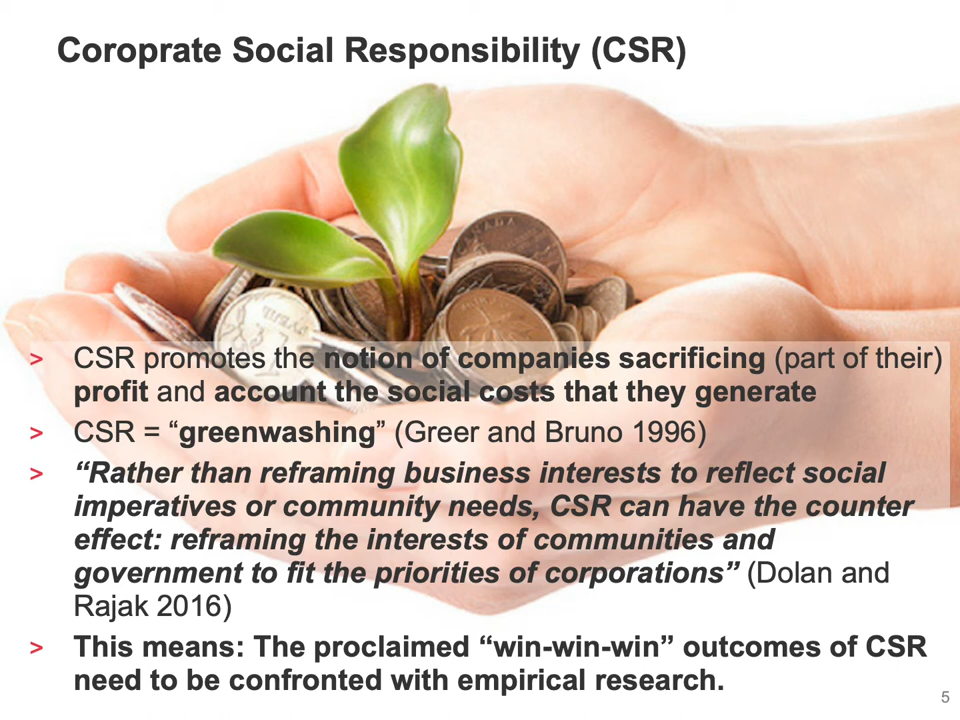 Coroprate Social Responsibility (CSR)
> CSR promotes the notion of companies sacrificing (part of their)
profit and account the social costs that they generate
> CSR = “greenwashing” (Greer and Bruno 1996)
> “Rather than reframing business interests to reflect social
imperatives or community needs, CSR can have the counter
effect: reframing the interests of communities and
government to fit the priorities of corporations” (Dolan and
Rajak 2016)
> This means: The proclaimed “win-win-win” outcomes of CSR
need to be confronted with empirical research.
5